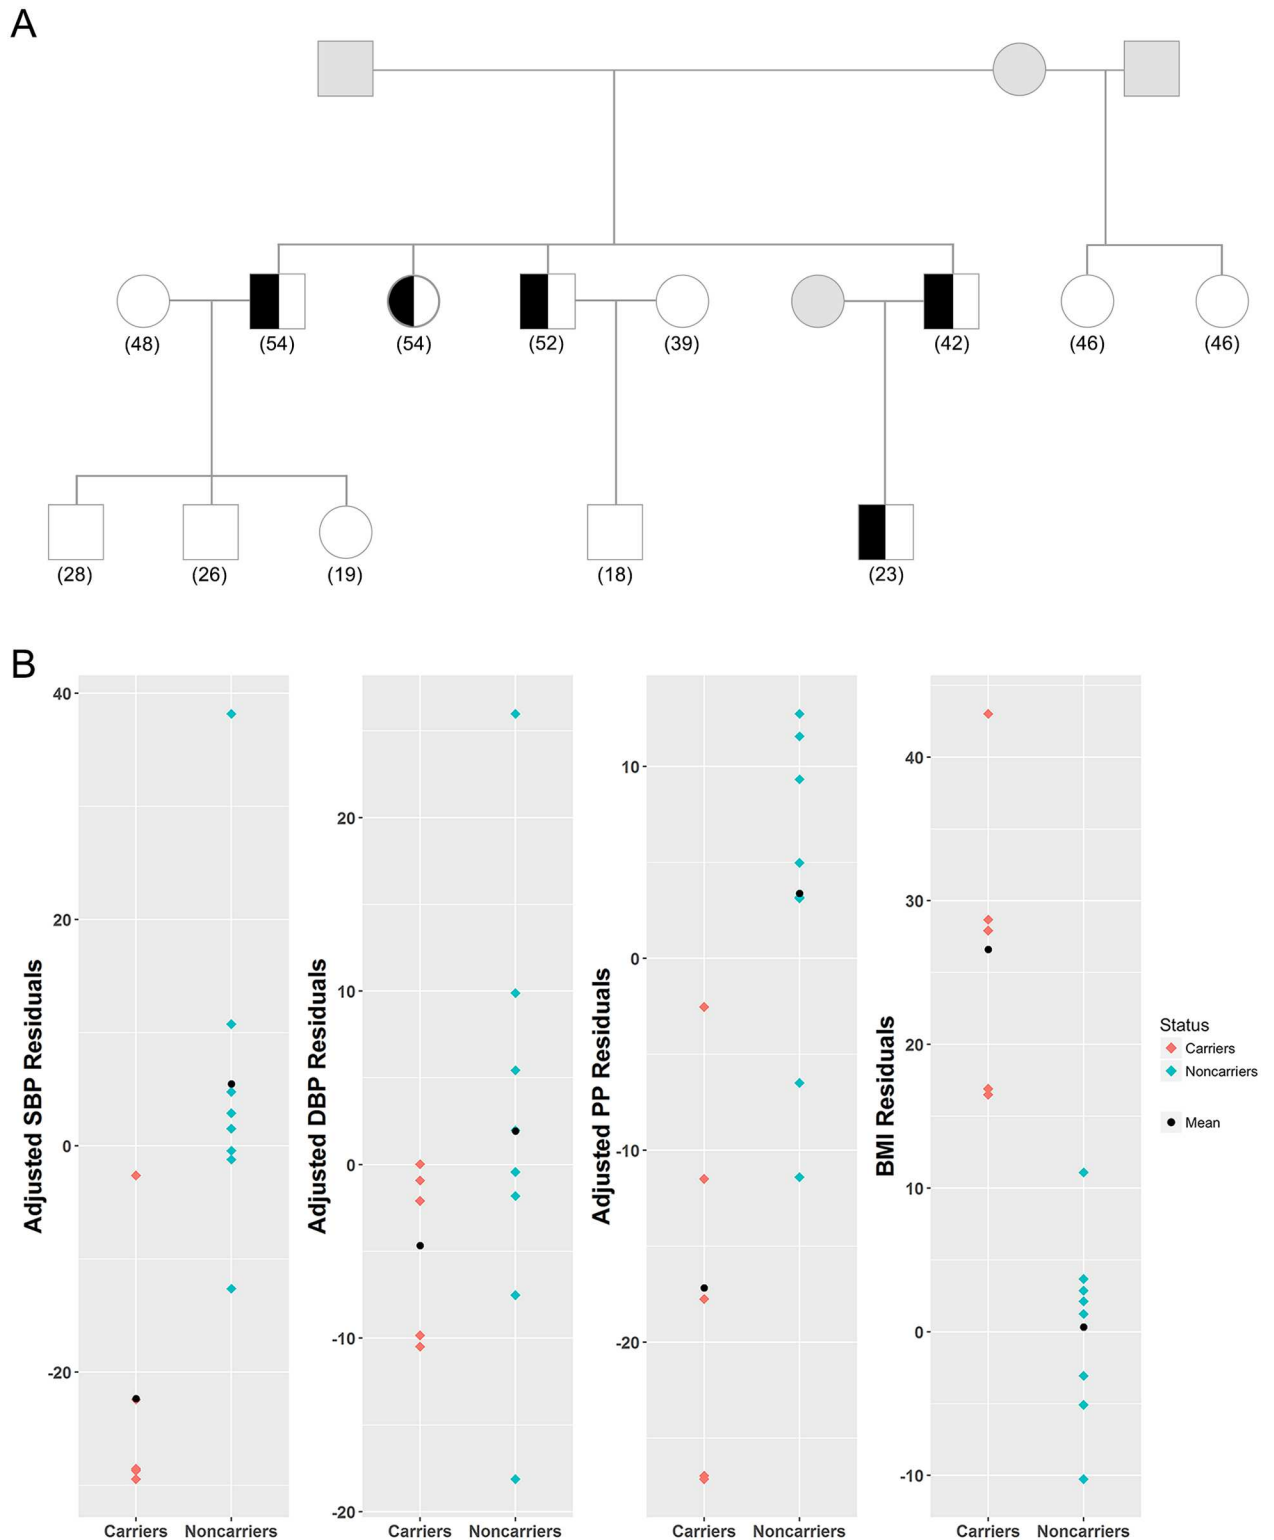 A
(48) (54) (54) (52) (39) (42) (46) (46)
(28) (26) (19) (18) (23)
B
Adjusted SBP Residuals
40
20
0
-20
Carriers Noncarriers
Adjusted DBP Residuals
20
10
0
-10
-20
Carriers Noncarriers
Adjusted PP Residuals
10
0
-10
-20
Carriers Noncarriers
BMI Residuals
40
30
20
10
0
-10
Carriers Noncarriers
Status
Carriers
Noncarriers
Mean